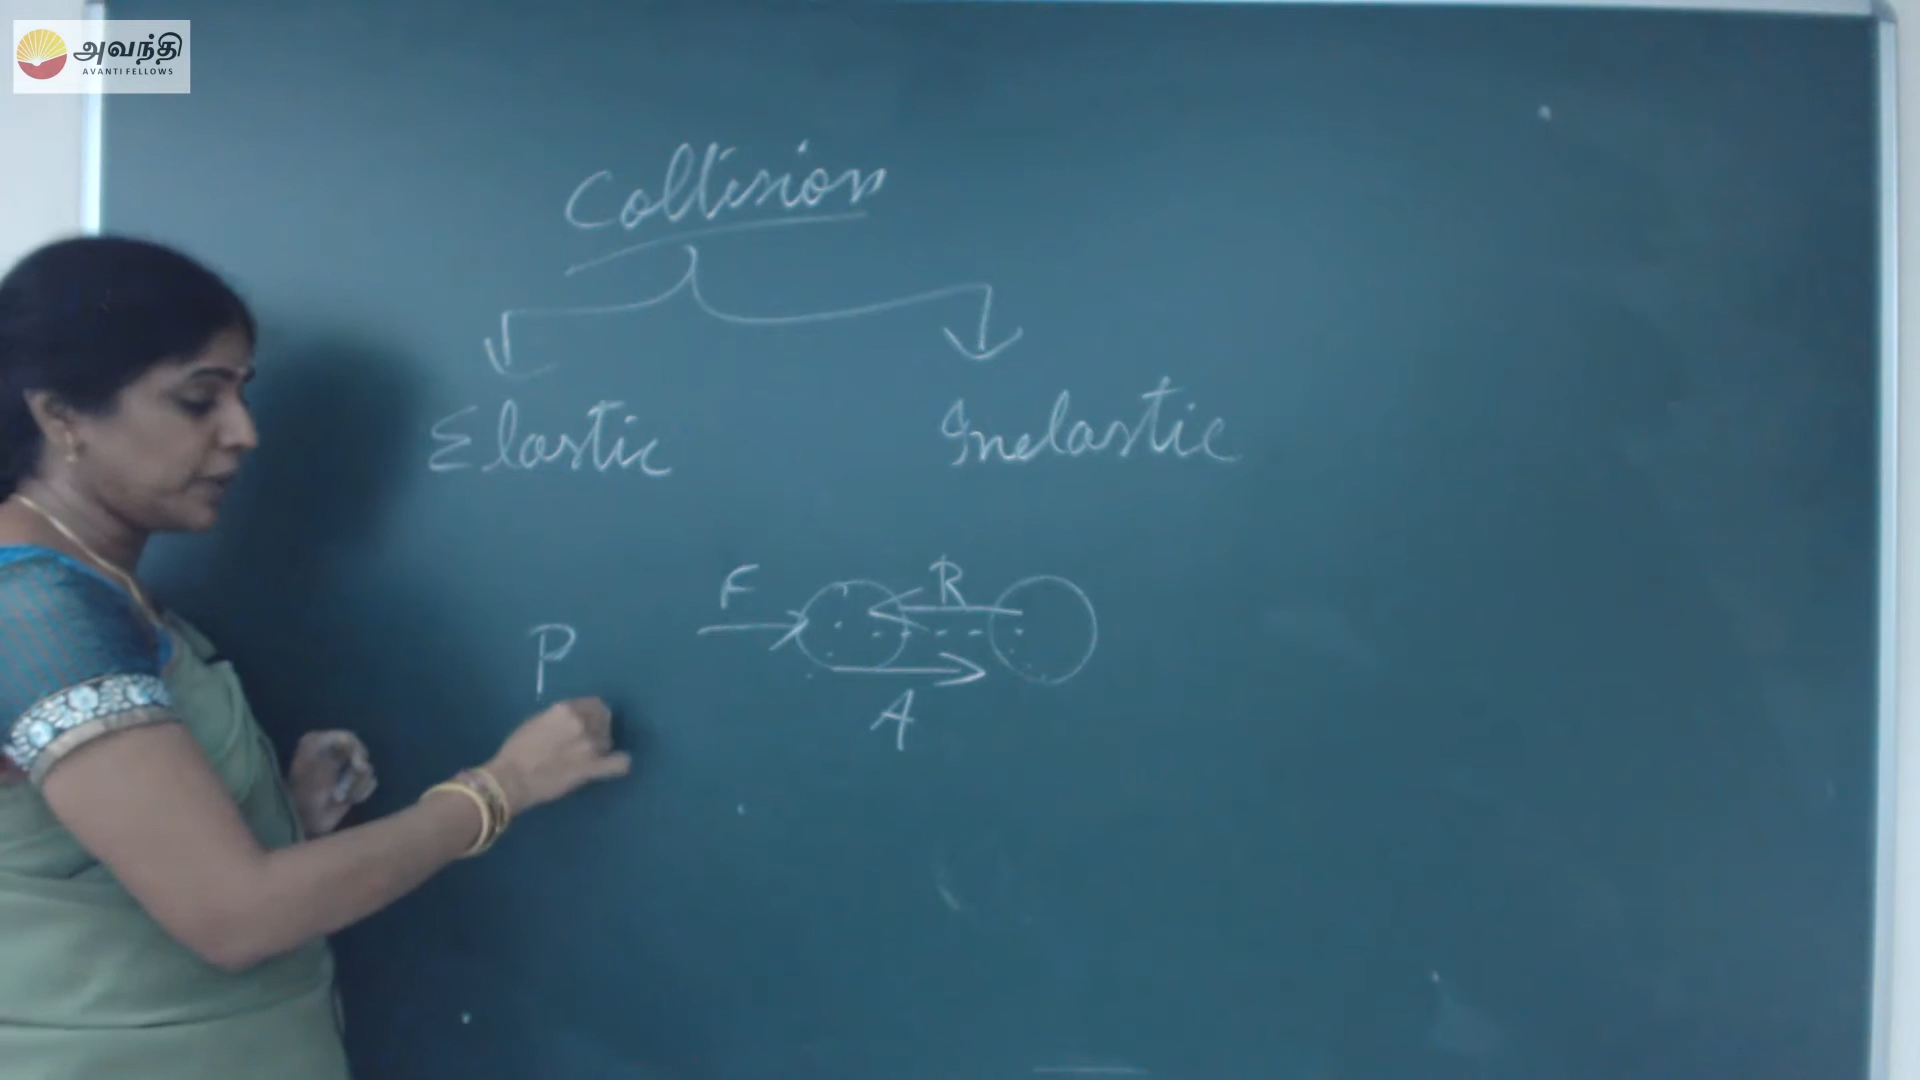 அவந்தி
AVANTI FELLOWS
Collision
Elastic Inelastic
F R
P
A